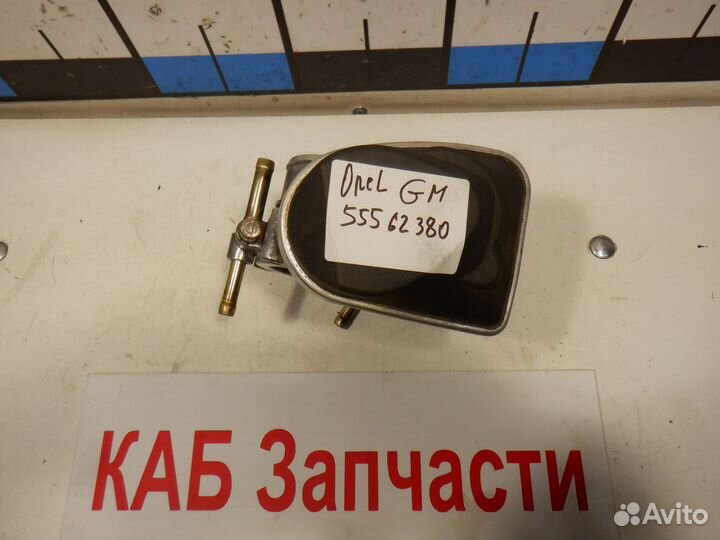 Opel GM
55562380
КАБ Запчасти
Avito